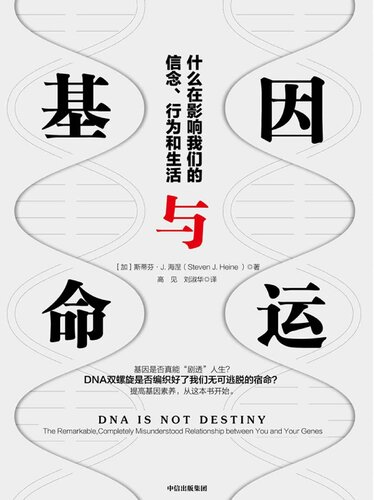 基因
与
命运
什么在影响我们的
信念、行为和生活
[加]斯蒂芬·J.海涅（Steven J. Heine）著
高 见 刘淑华 译
基因是否真能“剧透”人生？
DNA双螺旋是否编织好了我们无可逃脱的宿命？
提高基因素养，从这本书开始。
DNA IS NOT DESTINY
The Remarkable,Completely Misunderstood Relationship between You and Your Genes
中信出版集团